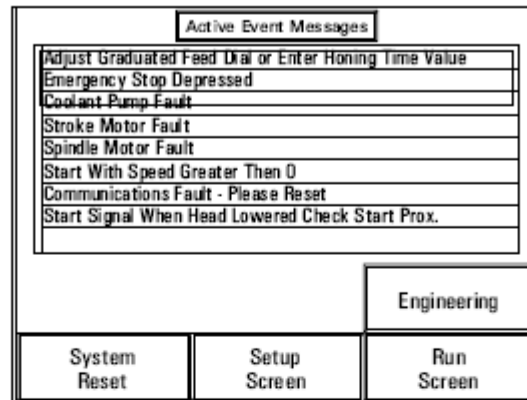 Active Event Messages
Adjust Graduated Feed Dial or Enter Honing Time Value
Emergency Stop Depressed
Coolant Pump Fault
Stroke Motor Fault
Spindle Motor Fault
Start With Speed Greater Then 0
Communications Fault - Please Reset
Start Signal When Head Lowered Check Start Prox.
Engineering
System
Reset
Setup
Screen
Run
Screen